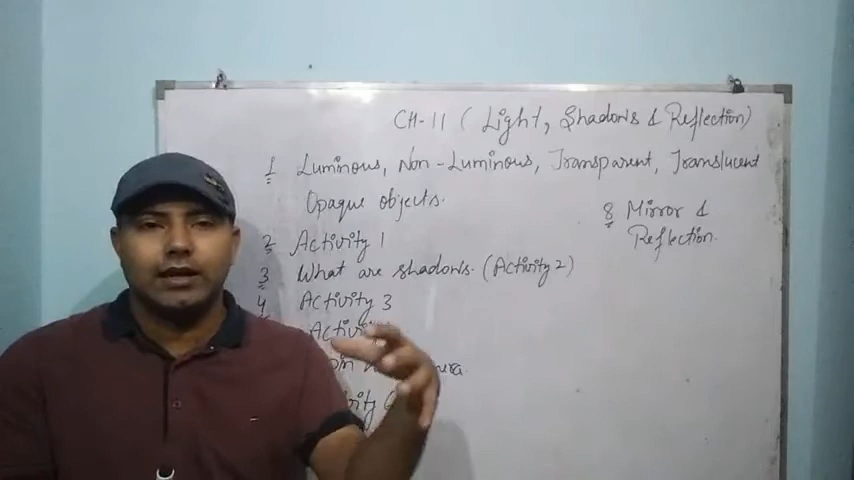 CH-11 ( Light, Shadows & Reflection)
1 Luminous, Non-Luminous, Transparent, Translucent
Opaque objects.
2 Activity 1
3 What are shadows. (Activity 2)
4 Activity 3
8 Mirror &
Reflection.